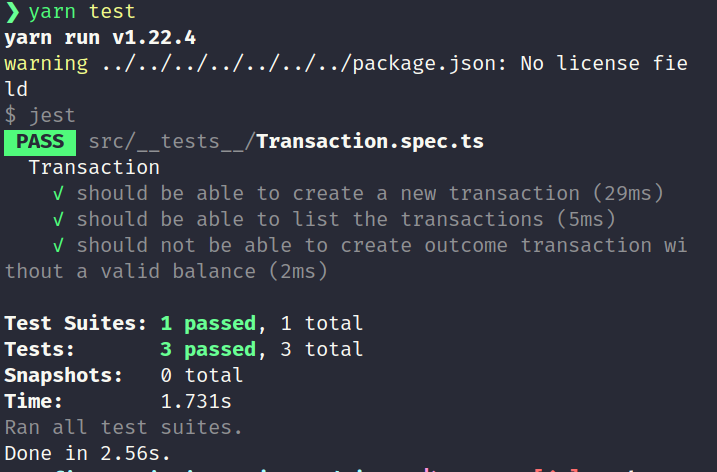 ❯ yarn test
yarn run v1.22.4
warning ../../../../../../../package.json: No license fie
ld
$ jest
PASS src/__tests__/Transaction.spec.ts
Transaction
√ should be able to create a new transaction (29ms)
√ should be able to list the transactions (5ms)
√ should not be able to create outcome transaction wi
thout a valid balance (2ms)
Test Suites: 1 passed, 1 total
Tests: 3 passed, 3 total
Snapshots: 0 total
Time: 1.731s
Ran all test suites.
Done in 2.56s.